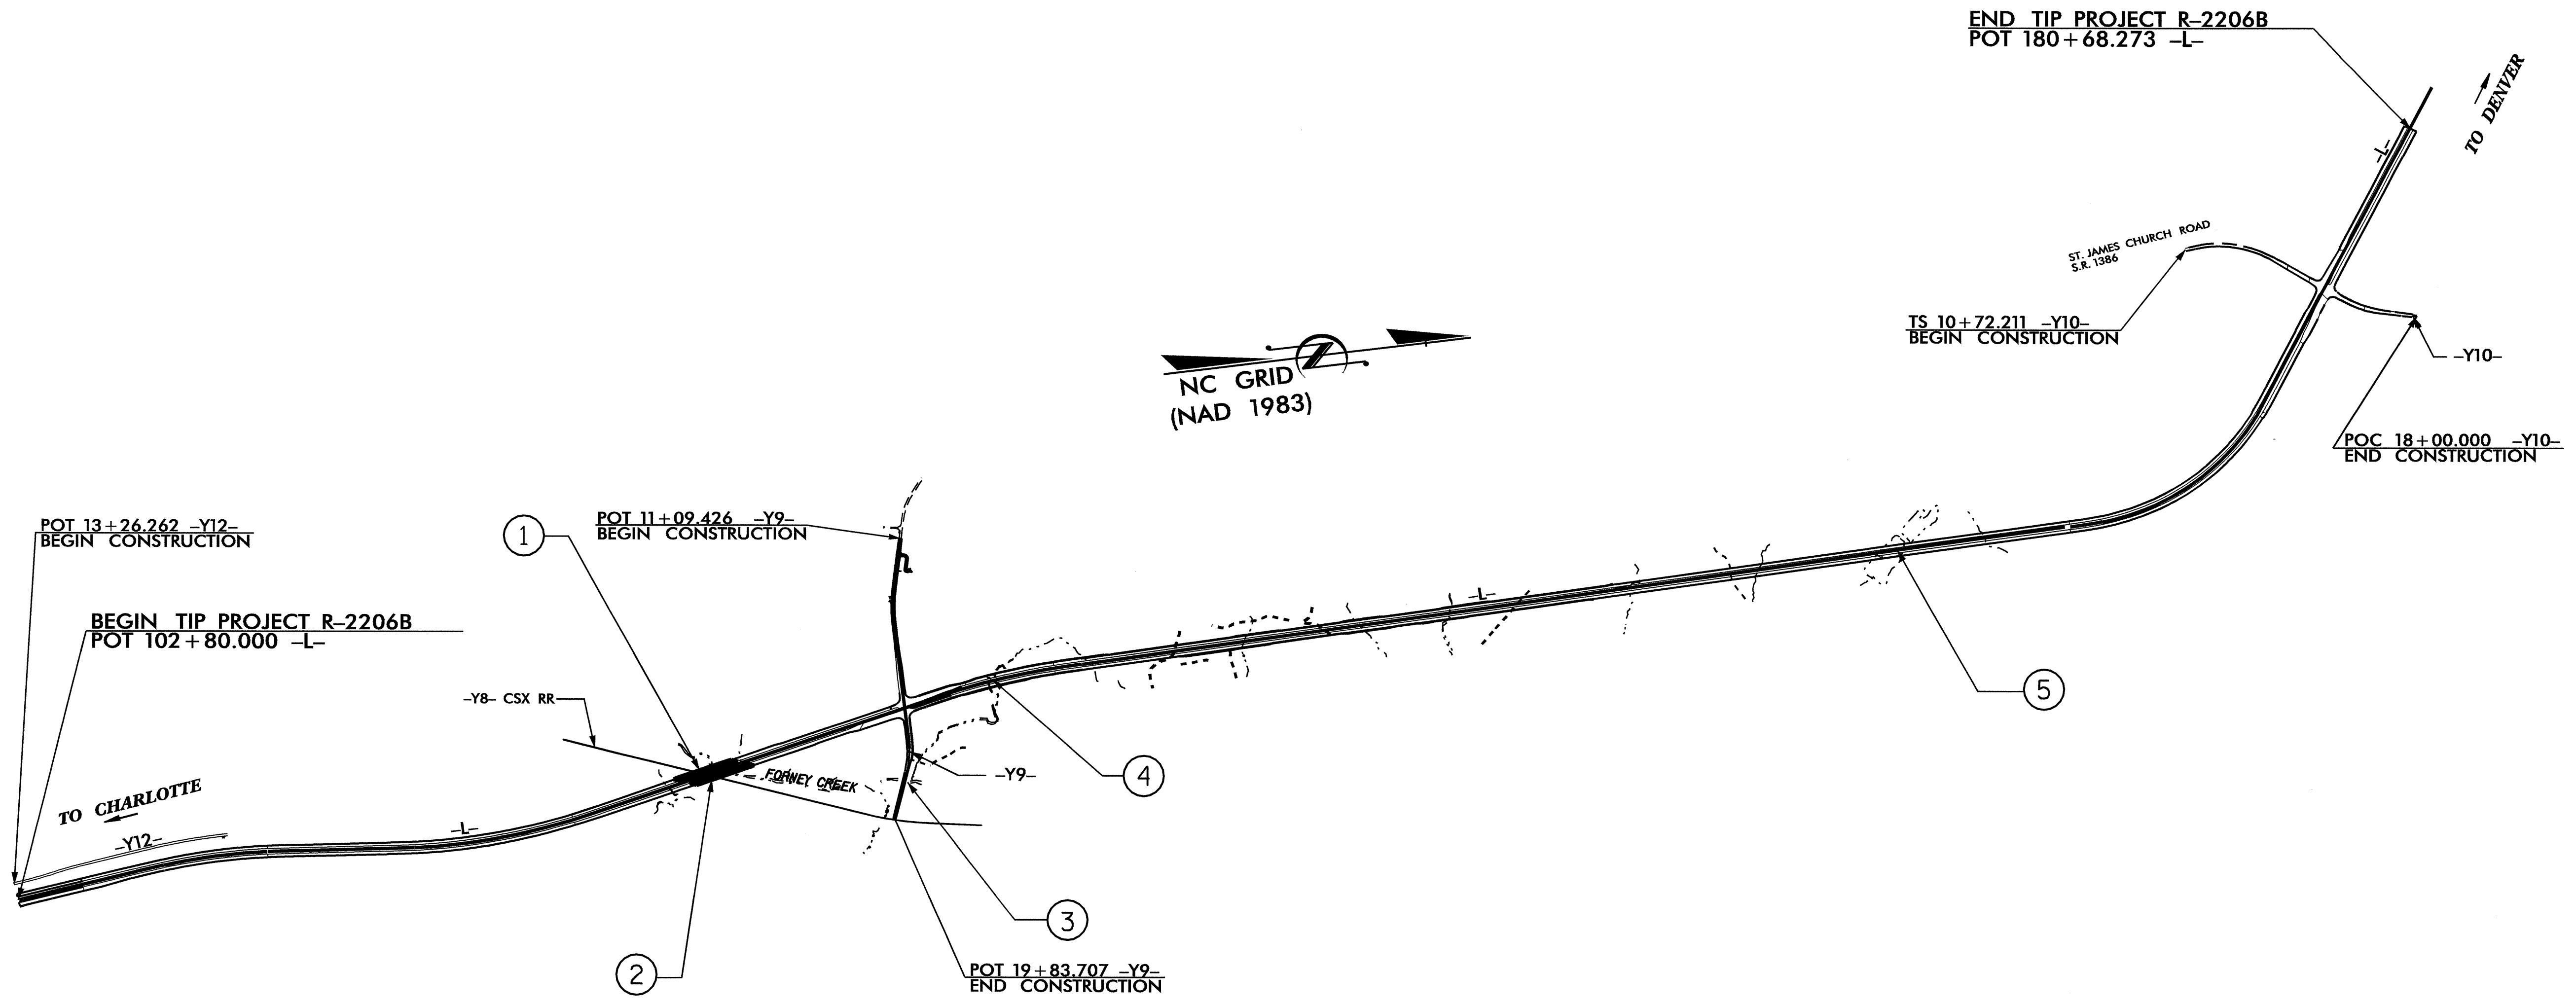 END TIP PROJECT R–2206B
POT 180+68.273 –L–
TO DENVER
–L–
ST. JAMES CHURCH ROAD
S.R. 1386
TS 10+72.211 –Y10–
BEGIN CONSTRUCTION
–Y10–
POC 18+00.000 –Y10–
END CONSTRUCTION
NC GRID
(NAD 1983)
POT 13+26.262 –Y12–
BEGIN CONSTRUCTION
1
POT 11+09.426 –Y9–
BEGIN CONSTRUCTION
BEGIN TIP PROJECT R–2206B
POT 102+80.000 –L–
–L–
–Y8– CSX RR
5
FORNEY CREEK
–Y9–
4
TO CHARLOTTE
–Y12–
–L–
3
2
POT 19+83.707 –Y9–
END CONSTRUCTION